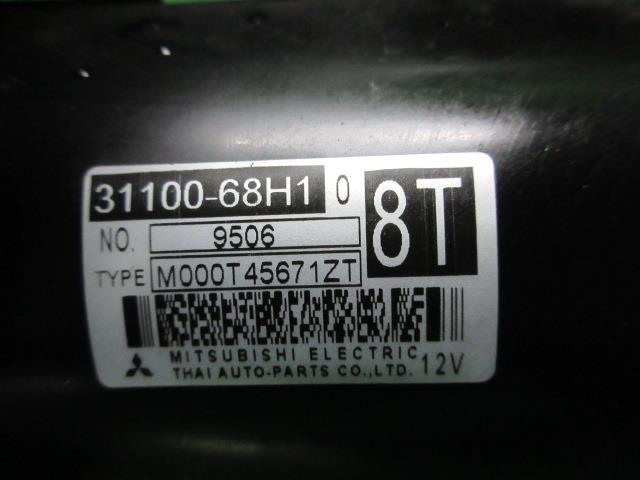 31100-68H1 0
8T
NO. 9506
TYPE M000T45671ZT
MITSUBISHI ELECTRIC
THAI AUTO-PARTS CO.,LTD. 12V